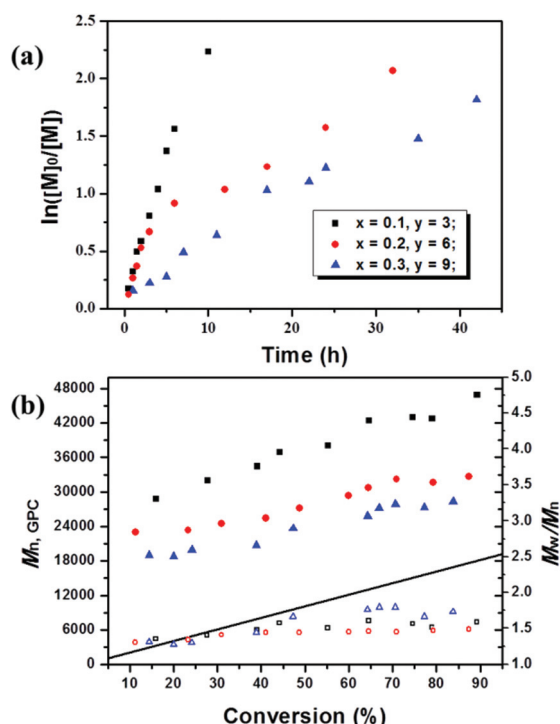 (a)
2.5
2.0
1.5
1.0
0.5
0.0
ln([M]0/[M])
x = 0.1, y = 3;
x = 0.2, y = 6;
x = 0.3, y = 9;
0 10 20 30 40
Time (h)
(b)
48000
42000
36000
30000
24000
18000
12000
6000
0
Mn, GPC
5.0
4.5
4.0
3.5
3.0
2.5
2.0
1.5
1.0
Mw/Mn
0 10 20 30 40 50 60 70 80 90
Conversion (%)